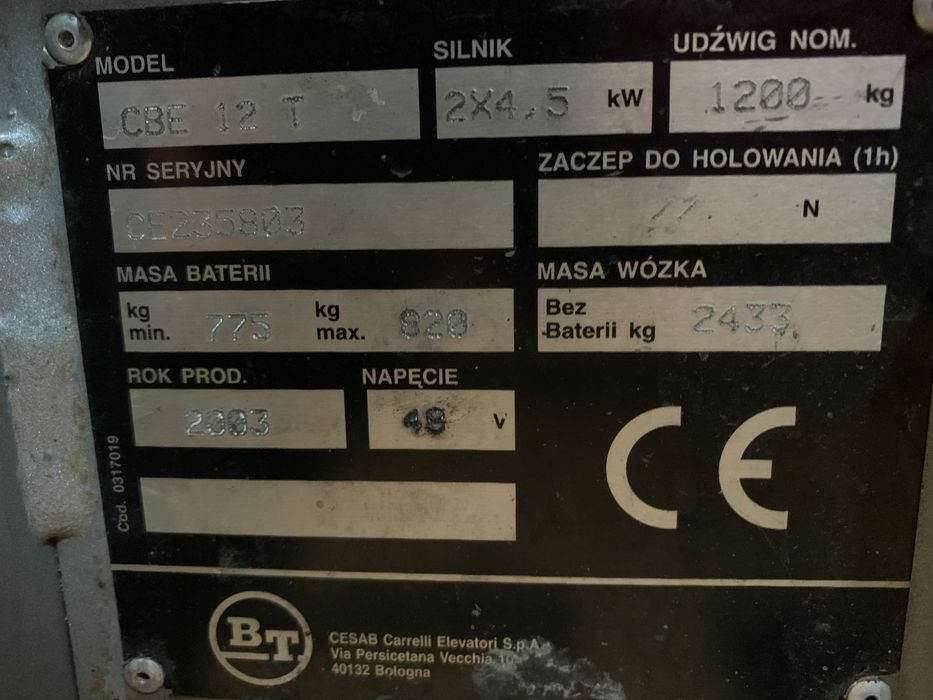 MODEL SILNIK UDŹWIG NOM.
CBE 12 T 2X4,5 kW 1200 kg
NR SERYJNY ZACZEP DO HOLOWANIA (1h)
CE235803 // N
MASA BATERII MASA WÓZKA
kg min. 775 kg max. 820 Bez Baterii kg 2433
ROK PROD. NAPĘCIE
2003 48 V
Cod. 0317019
CE
BT
CESAB Carrelli Elevatori S.p.A.
Via Persicetana Vecchia
40132 Bologna